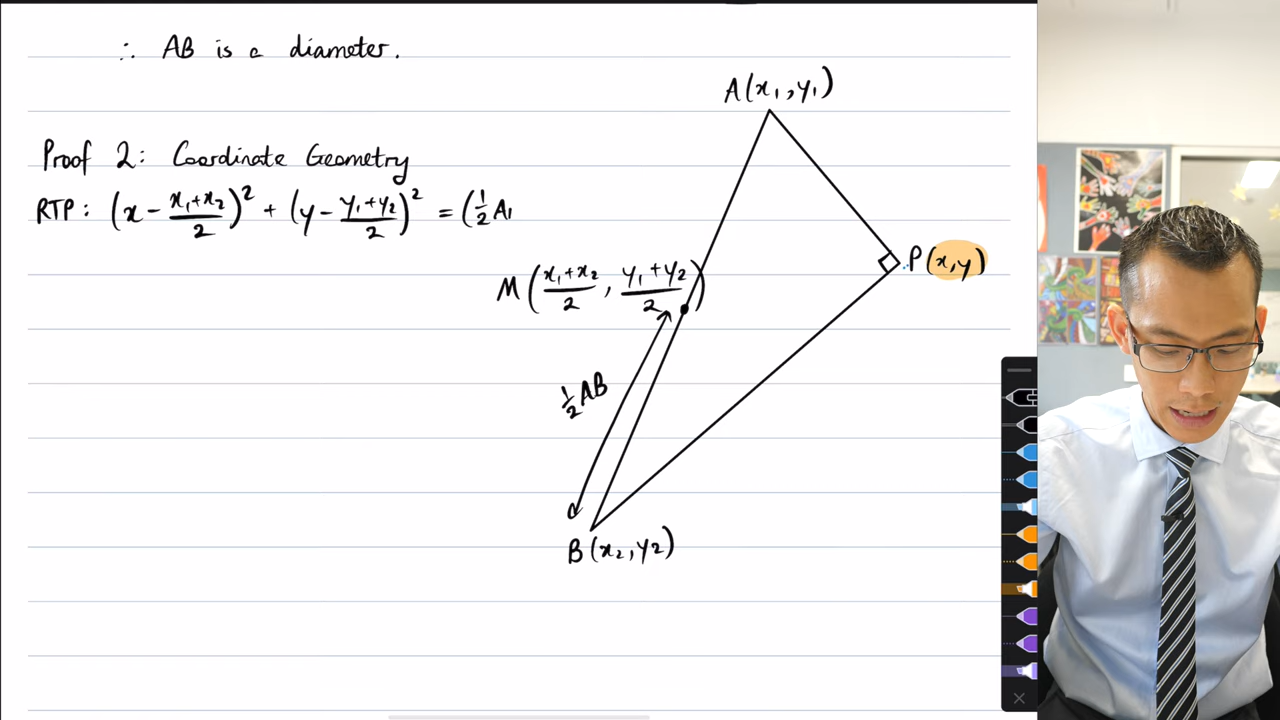 ∴ AB is a diameter.
A(x₁, y₁)
Proof 2: Coordinate Geometry
RTP: (x - (x₁+x₂)/2)² + (y - (y₁+y₂)/2)² = (½A
P(x,y)
M((x₁+x₂)/2, (y₁+y₂)/2)
½AB
B(x₂, y₂)